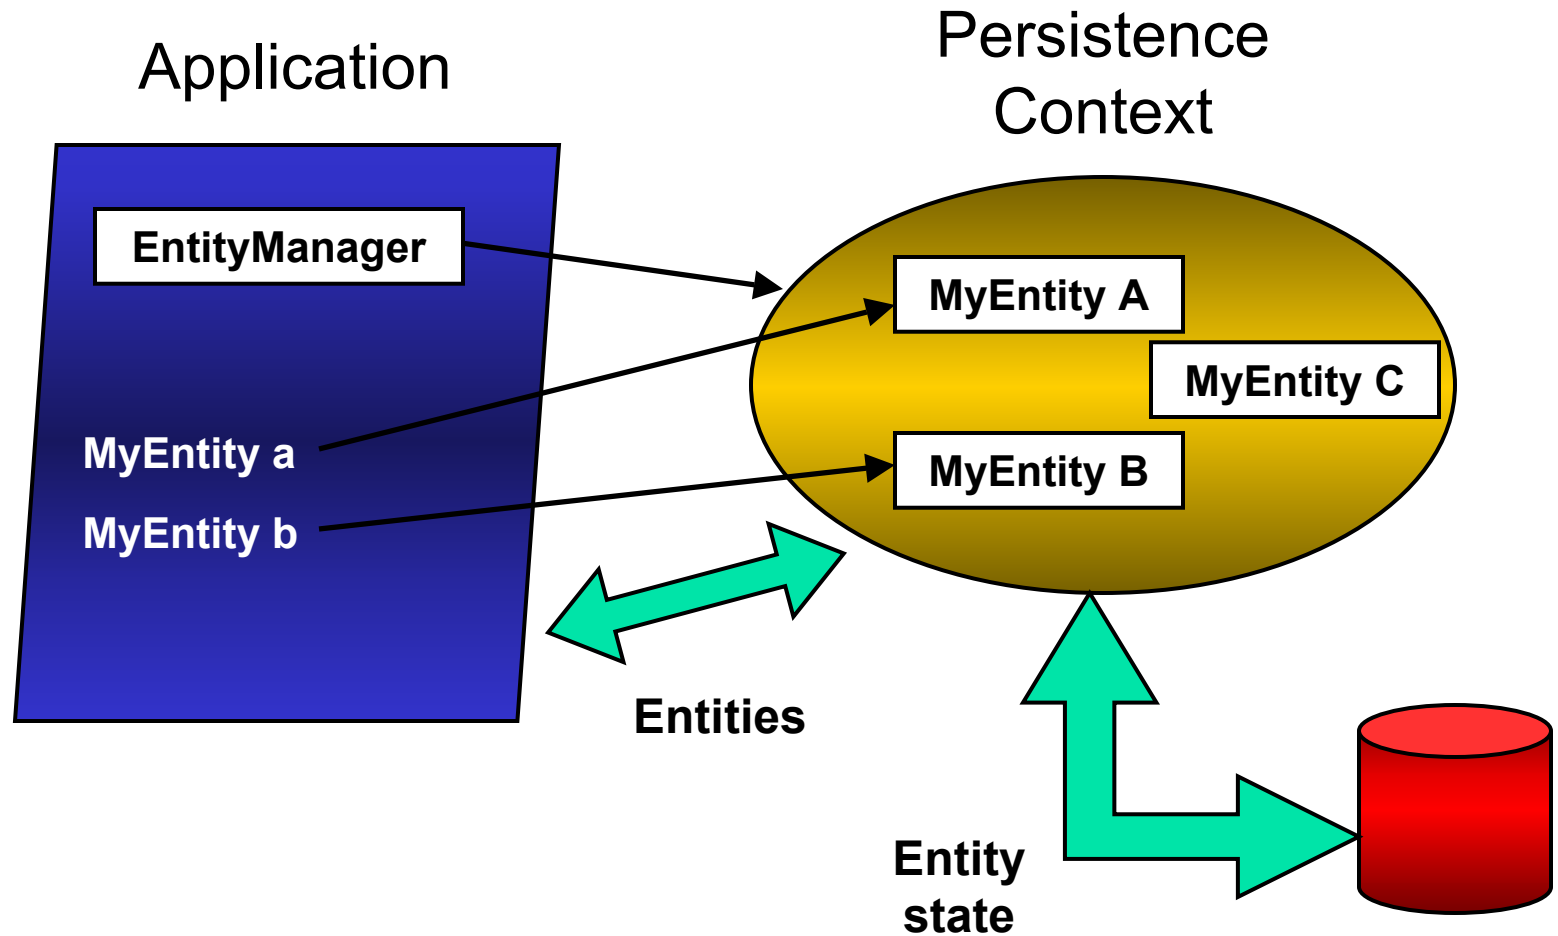 Application
Persistence
Context
EntityManager
MyEntity A
MyEntity C
MyEntity a
MyEntity B
MyEntity b
Entities
Entity
state